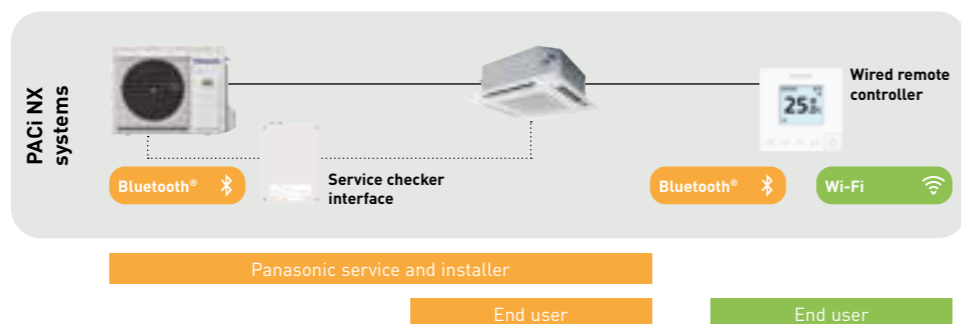 PACi NX
systems
Wired remote
controller
25
Service checker
interface
Bluetooth®
Bluetooth®
Wi-Fi
Panasonic service and installer
End user
End user